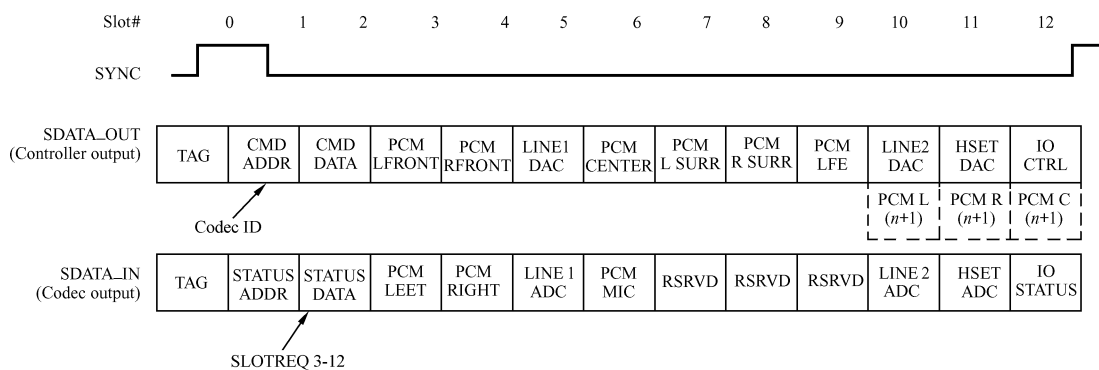 Slot# 0 1 2 3 4 5 6 7 8 9 10 11 12
SYNC
SDATA_OUT
(Controller output)
TAG
CMD
ADDR
CMD
DATA
PCM
LFRONT
PCM
RFRONT
LINE1
DAC
PCM
CENTER
PCM
L SURR
PCM
R SURR
PCM
LFE
LINE2
DAC
HSET
DAC
IO
CTRL
PCM L
(n+1)
PCM R
(n+1)
PCM C
(n+1)
Codec ID
SDATA_IN
(Codec output)
TAG
STATUS
ADDR
STATUS
DATA
PCM
LEET
PCM
RIGHT
LINE 1
ADC
PCM
MIC
RSRVD
RSRVD
RSRVD
LINE 2
ADC
HSET
ADC
IO
STATUS
SLOTREQ 3-12